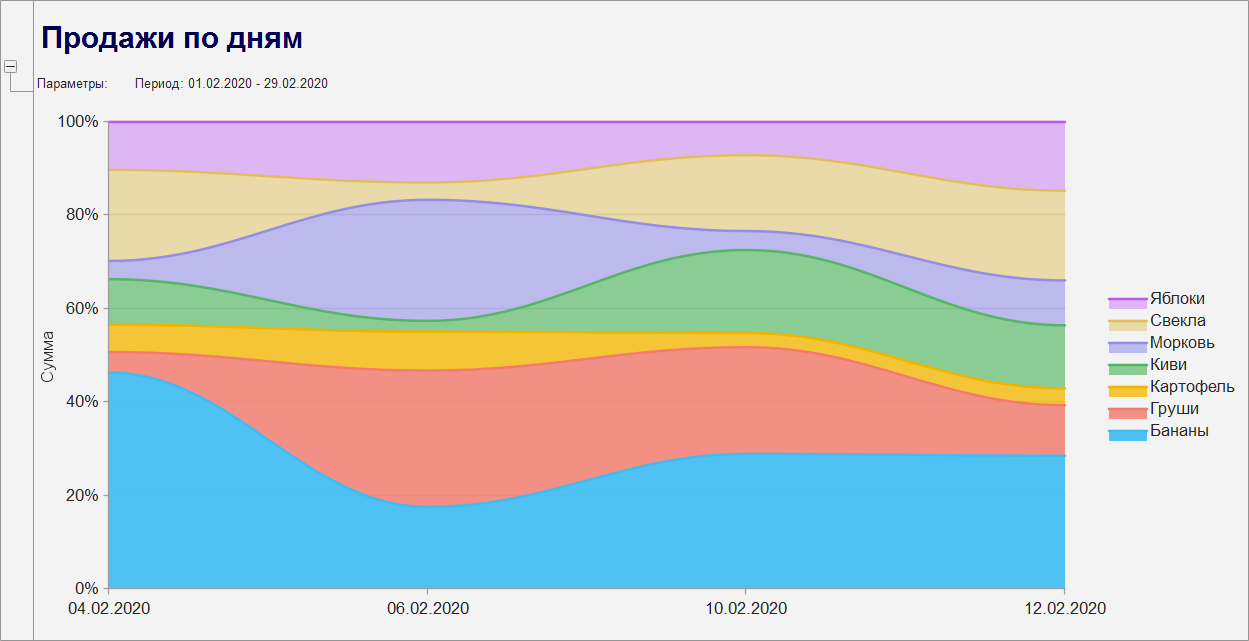 Продажи по дням
Параметры: Период: 01.02.2020 - 29.02.2020
100%
80%
60%
40%
20%
0%
Сумма
04.02.2020 06.02.2020 10.02.2020 12.02.2020
Яблоки
Свекла
Морковь
Киви
Картофель
Груши
Бананы